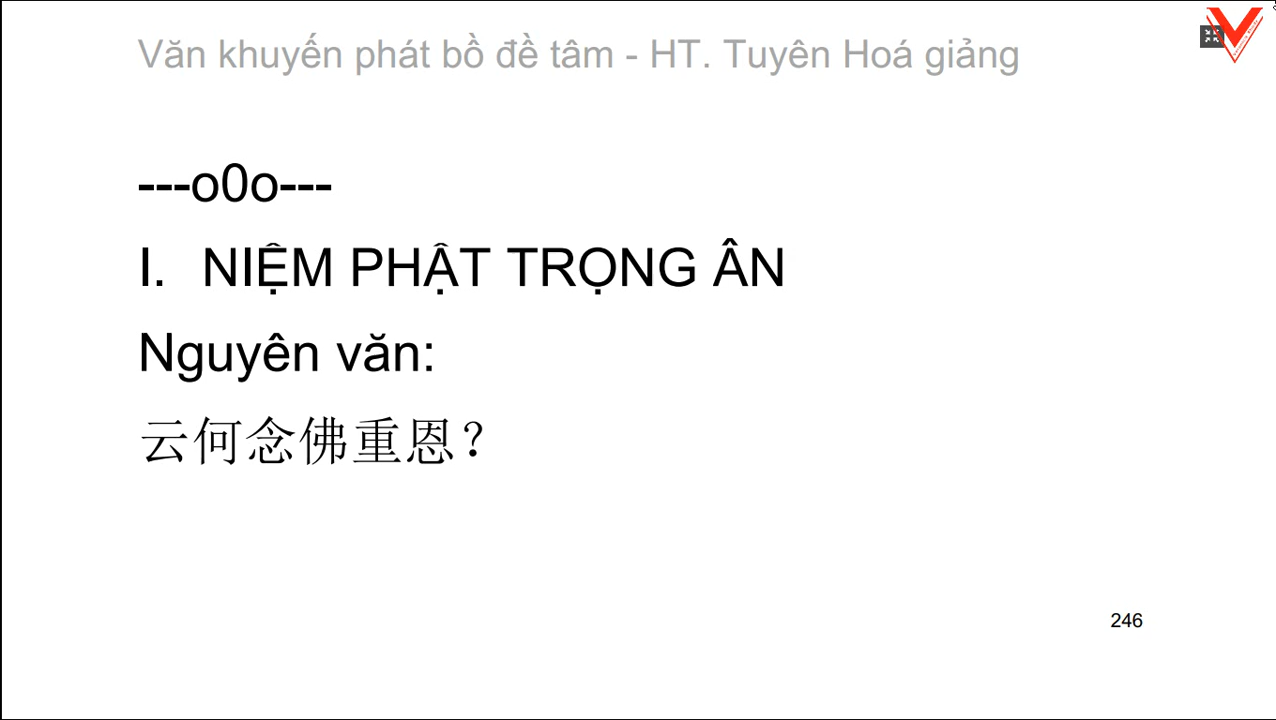 Văn khuyến phát bồ đề tâm - HT. Tuyên Hoá giảng
---o0o---
I. NIỆM PHẬT TRỌNG ÂN
Nguyên văn:
云何念佛重恩？
246